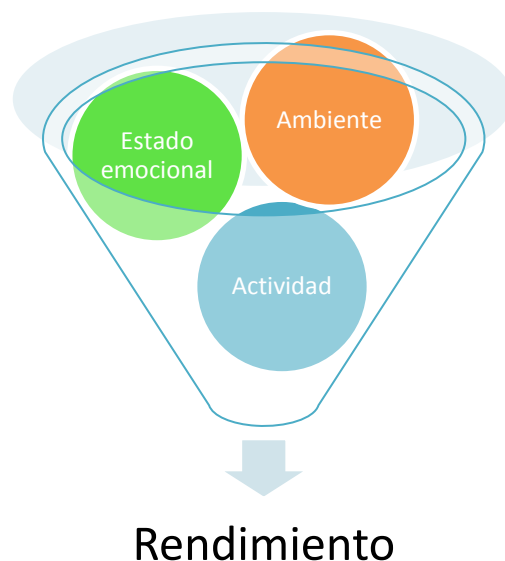 Estado
emocional
Ambiente
Actividad
Rendimiento